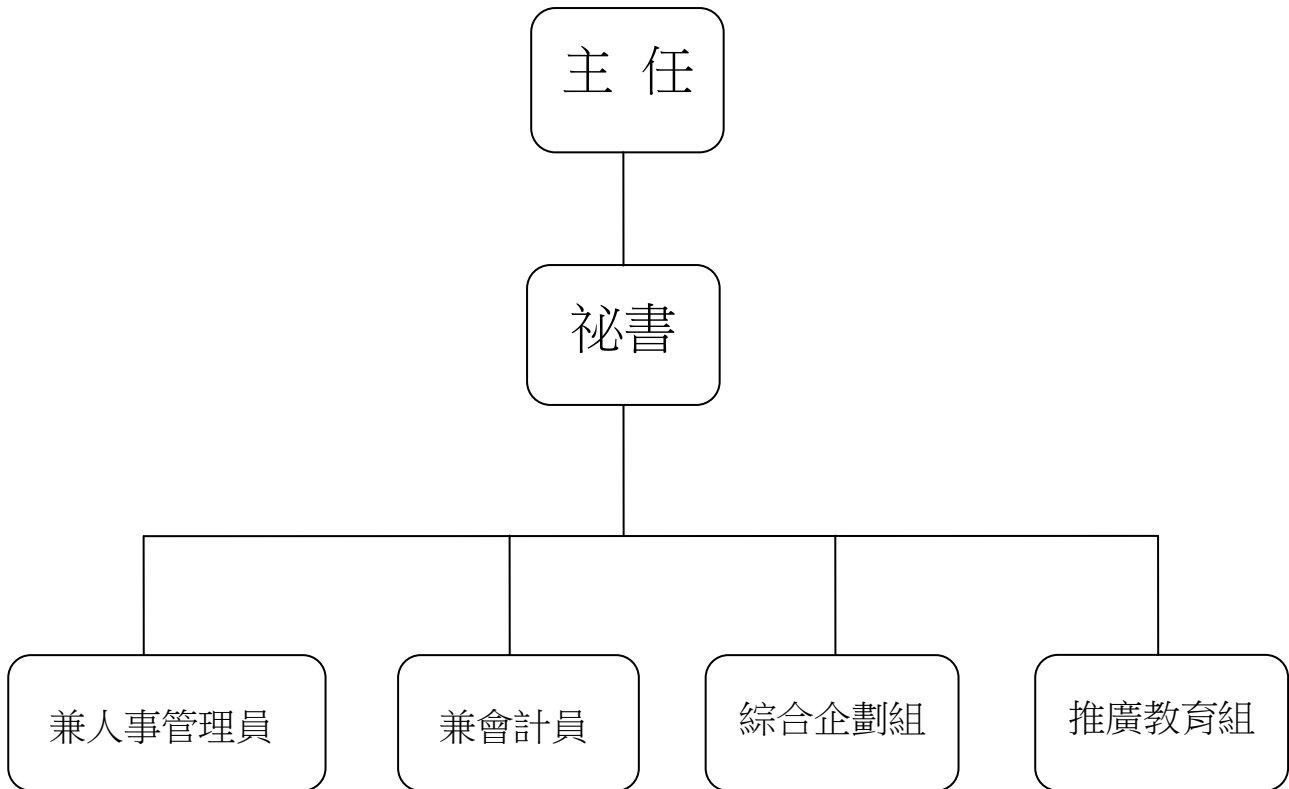 主 任
祕書
兼人事管理員
兼會計員
綜合企劃組
推廣教育組